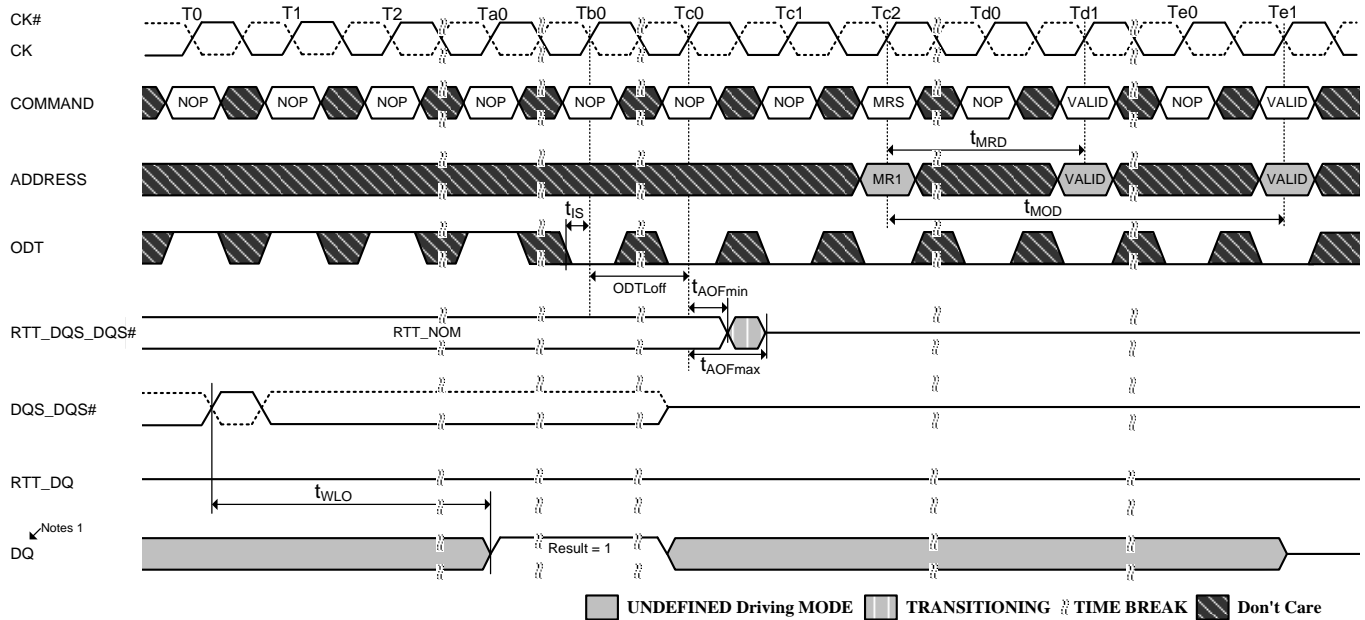 T0 T1 T2 Ta0 Tb0 Tc0 Tc1 Tc2 Td0 Td1 Te0 Te1
CK#
CK
COMMAND NOP NOP NOP NOP NOP NOP NOP MRS NOP VALID NOP VALID
tMRD
ADDRESS MR1 VALID VALID
tIS tMOD
ODT
ODTLoff tAOFmin
RTT_DQS_DQS# RTT_NOM
tAOFmax
DQS_DQS#
RTT_DQ
tWLO
Notes 1
DQ Result = 1
UNDEFINED Driving MODE TRANSITIONING TIME BREAK Don't Care